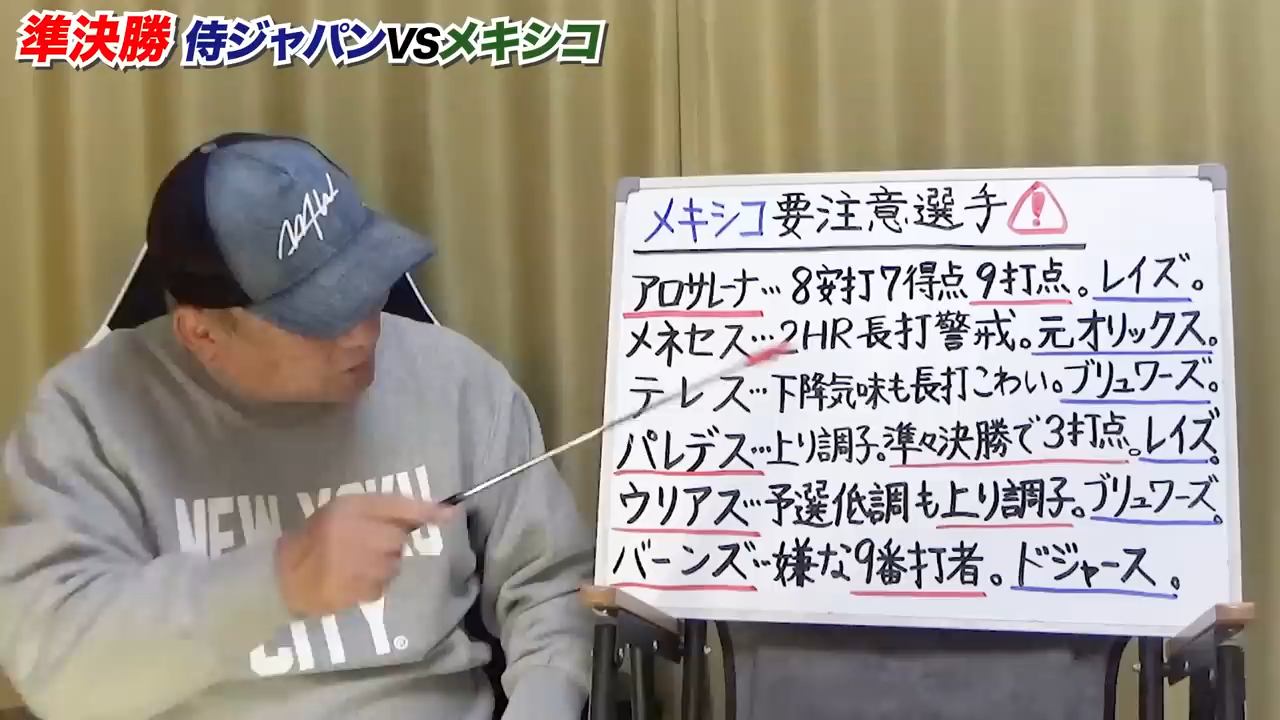 準決勝 侍ジャパンVSメキシコ
メキシコ要注意選手
アロサレーナ…8安打7得点9打点。レイズ。
メネセス…2HR長打警戒。元オリックス。
テレス…下降気味も長打こわい。ブリュワーズ。
パレデス…上り調子。準々決勝で3打点。レイズ。
ウリアズ…予選低調も上り調子。ブリュワーズ。
バーンズ…嫌な9番打者。ドジャース。
NEW YORK
CITY®